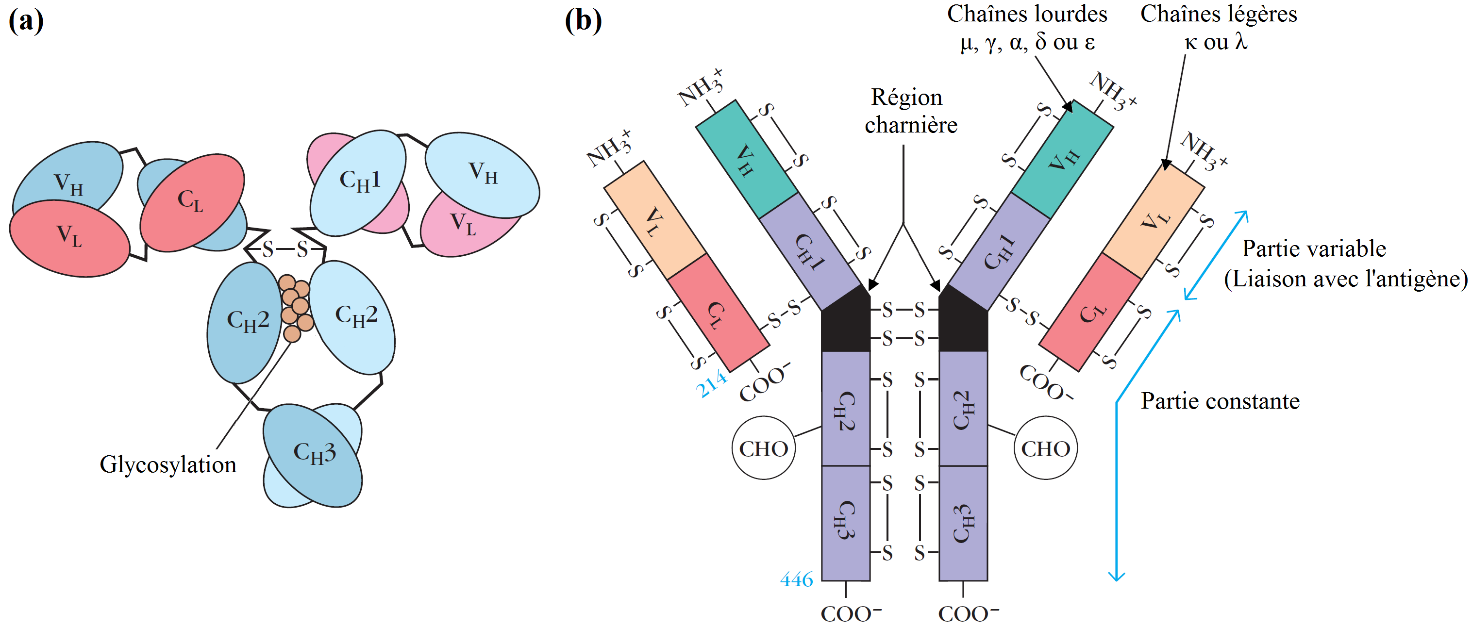 (a)
VH
VL
CL
CH1
VH
VL
S–S
CH2
CH2
CH3
Glycosylation
(b)
Chaînes lourdes
μ, γ, α, δ ou ε
Chaînes légères
κ ou λ
Région
charnière
NH3+
NH3+
NH3+
NH3+
VL
VH
VH
VL
S
S
S
S
S
S
S
S
CL
CH1
CH1
CL
S
S
S
S
S
S
S
S
S–S
S–S
S–S
S–S
214
COO–
COO–
CH2
CH2
S
S
S
S
CHO
CHO
CH3
CH3
S
S
S
S
446
COO–
COO–
Partie variable
(Liaison avec l'antigène)
Partie constante